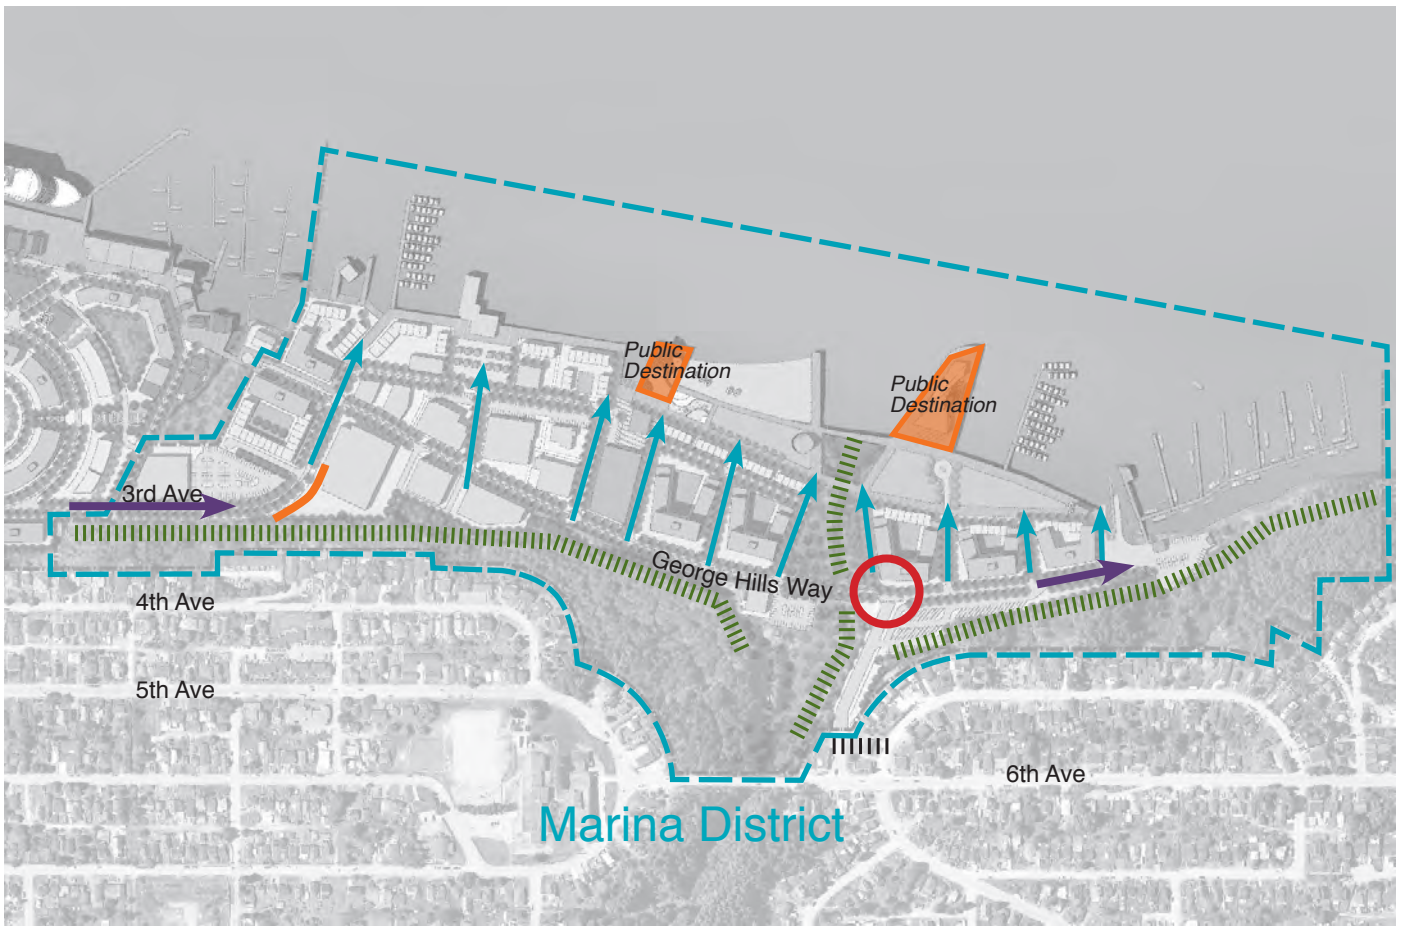 Public
Destination
Public
Destination
3rd Ave
George Hills Way
4th Ave
5th Ave
6th Ave
Marina District